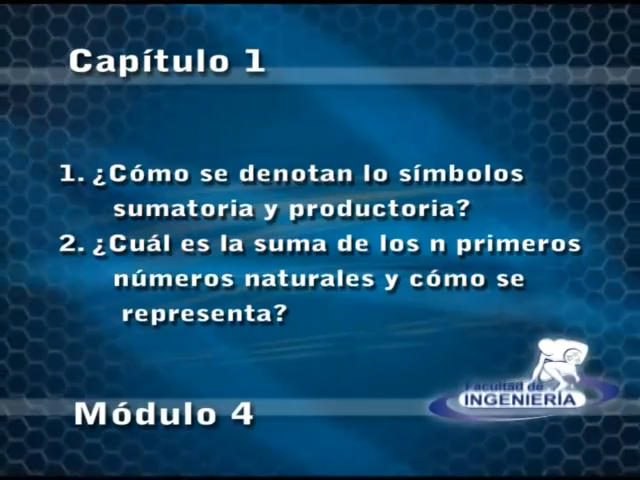 Capítulo 1
1. ¿Cómo se denotan lo símbolos
sumatoria y productoria?
2. ¿Cuál es la suma de los n primeros
números naturales y cómo se
representa?
Facultad de
INGENIERÍA
Módulo 4